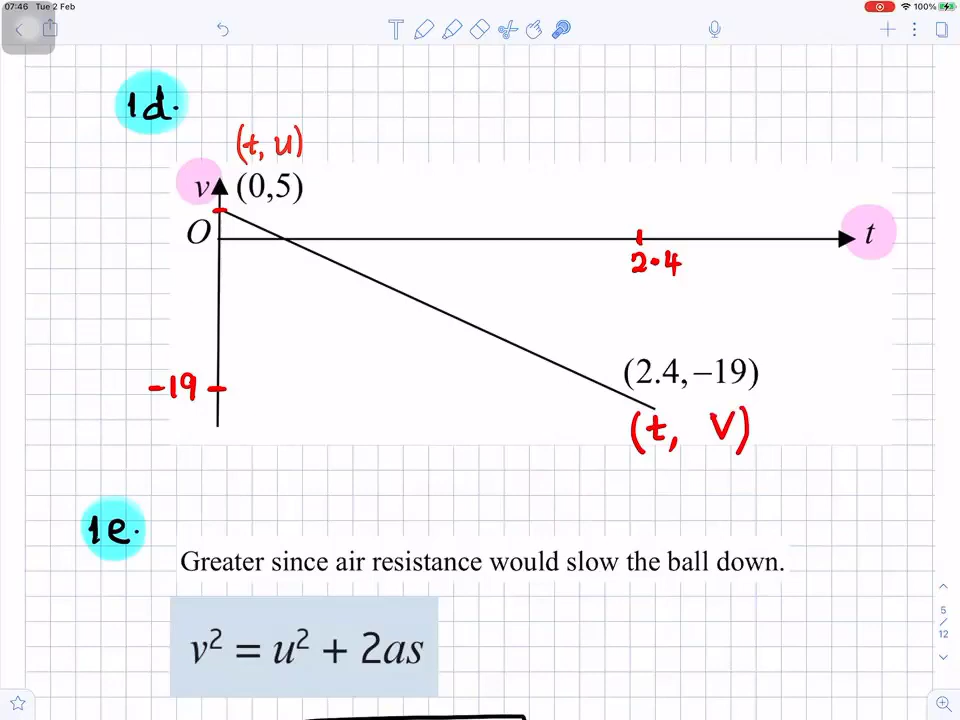 07:46 Tue 2 Feb
100%
1d.
(t, u)
v (0,5)
O
t
2.4
(2.4, −19)
-19
(t, V)
1e.
Greater since air resistance would slow the ball down.
v² = u² + 2as
5
/
12